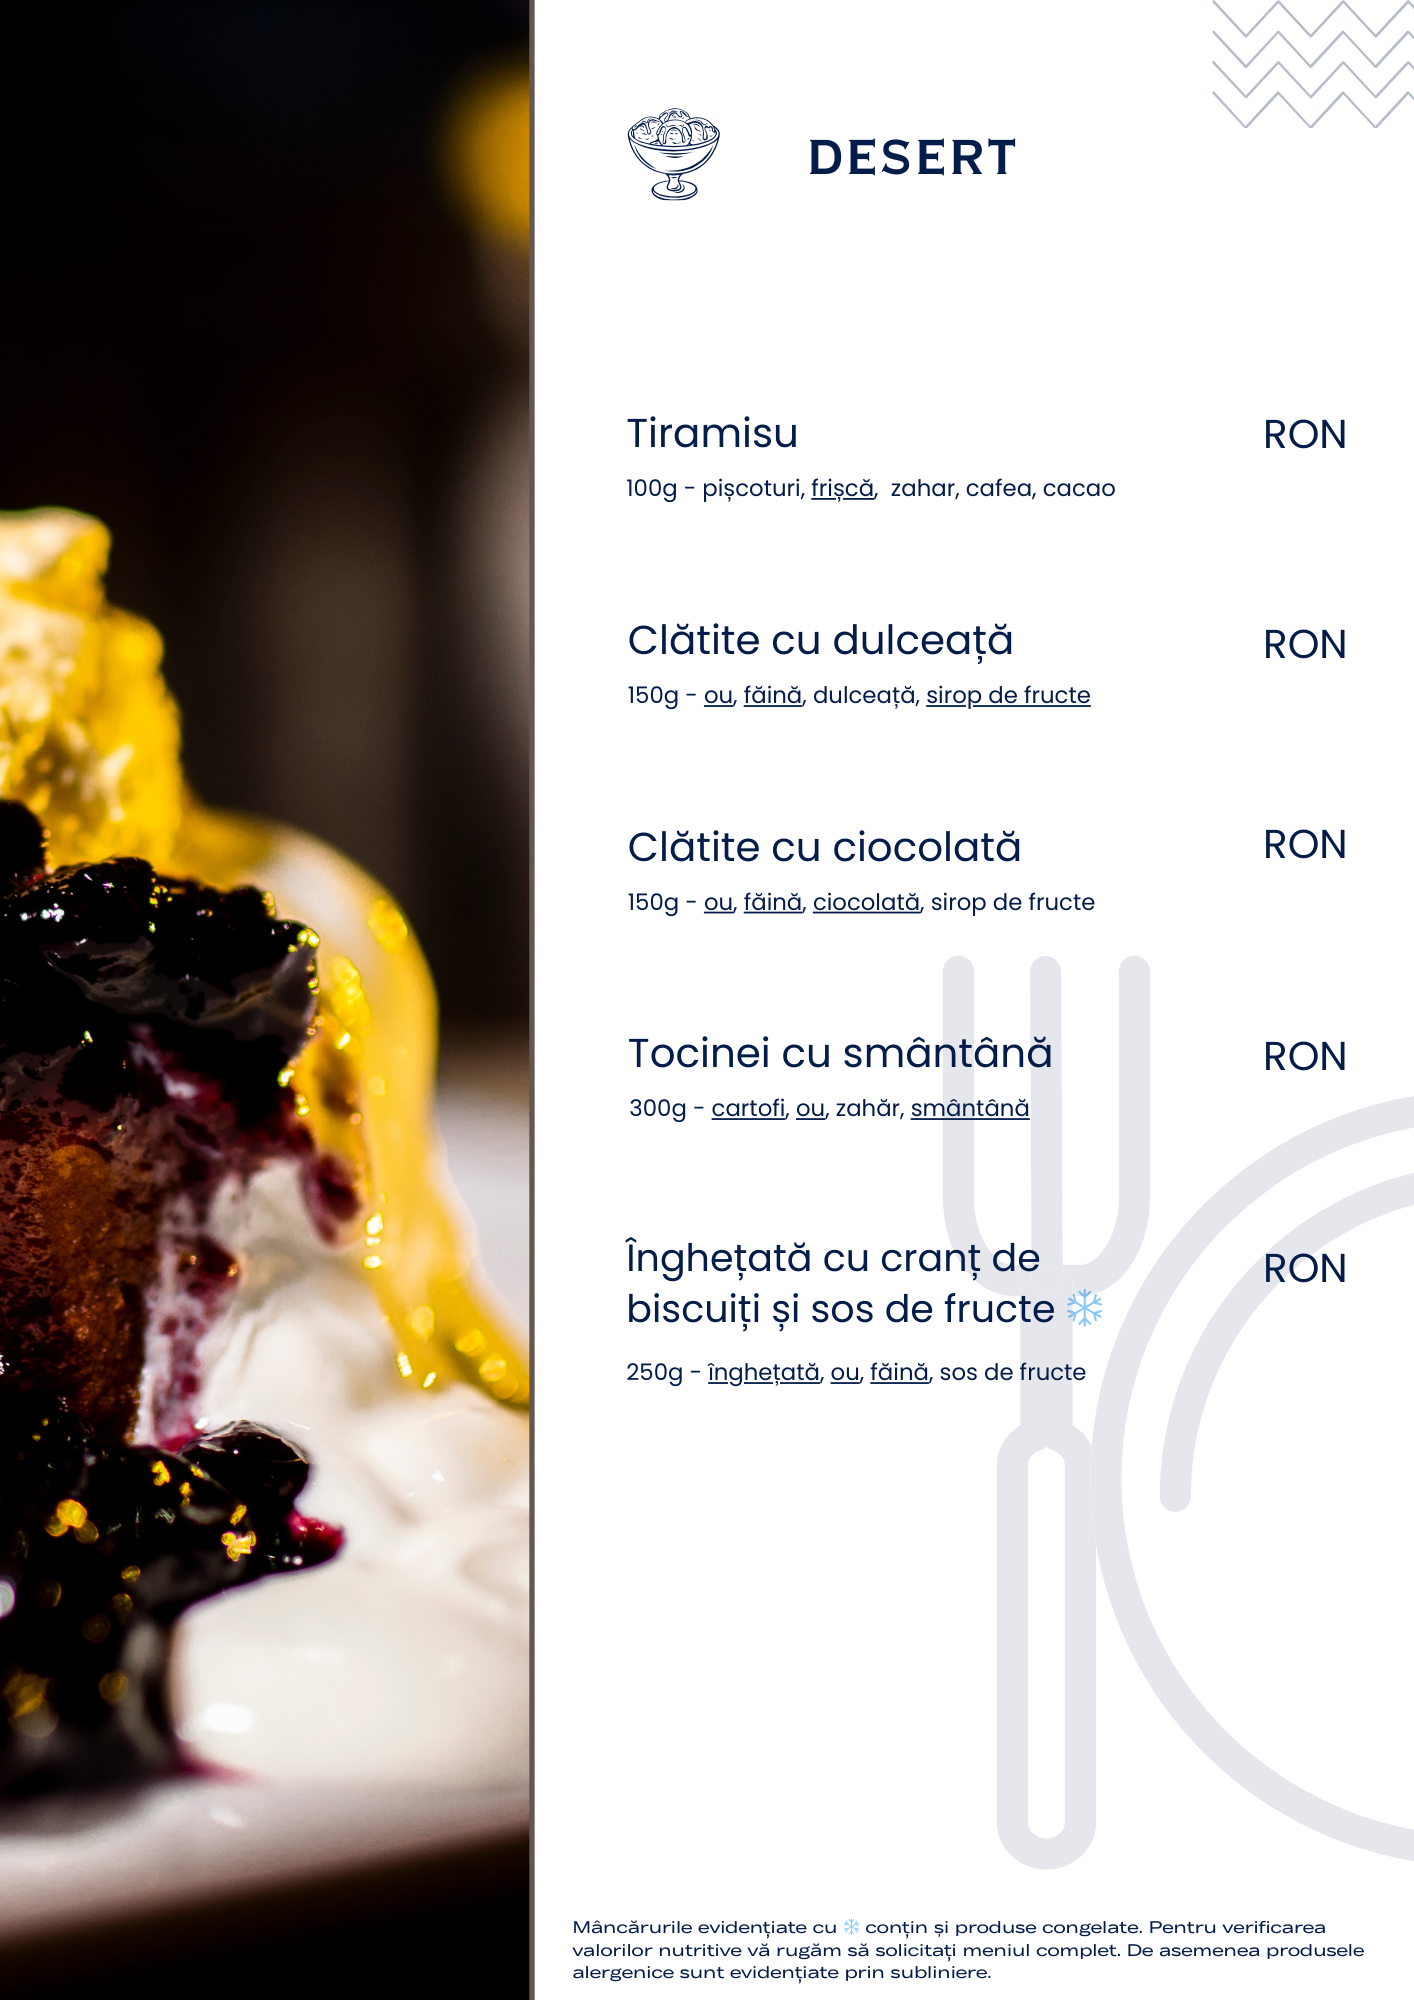 DESERT
Tiramisu RON
100g - pișcoturi, frișcă,  zahar, cafea, cacao
Clătite cu dulceață RON
150g - ou, făină, dulceață, sirop de fructe
Clătite cu ciocolată RON
150g - ou, făină, ciocolată, sirop de fructe
Tocinei cu smântână RON
300g - cartofi, ou, zahăr, smântână
Înghețată cu cranț de RON
biscuiți și sos de fructe ❄
250g - înghețată, ou, făină, sos de fructe
Mâncărurile evidențiate cu ❄ conțin și produse congelate. Pentru verificarea
valorilor nutritive vă rugăm să solicitați meniul complet. De asemenea produsele
alergenice sunt evidențiate prin subliniere.